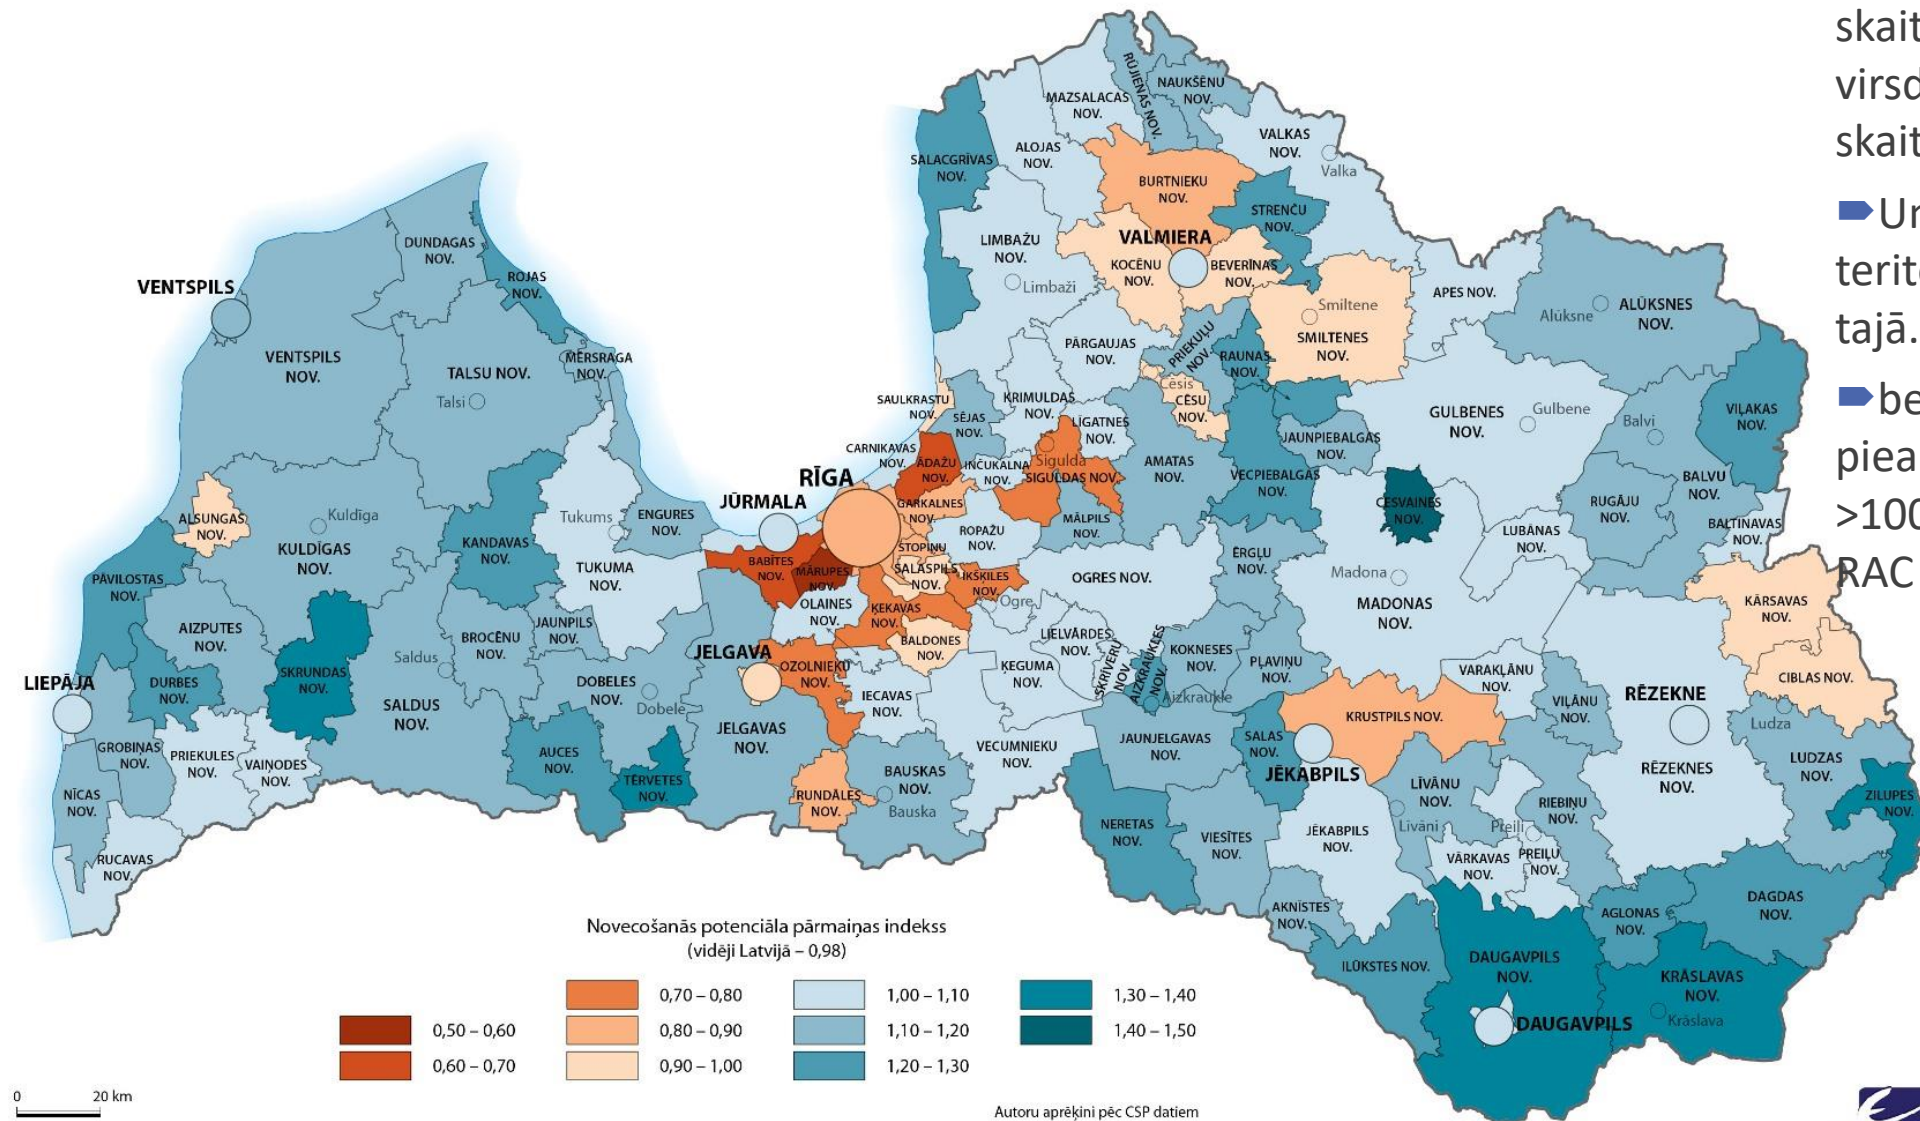 skait
virsd
skait
Ur
terito
tajā.
be
piea
>100
RAC
MAZSALACAS
NOV.
RŪJIENAS NOV.
NAUKŠĒNU
NOV.
VALKAS
NOV.
Valka
SALACGRĪVAS
NOV.
ALOJAS
NOV.
BURTNIEKU
NOV.
STRENČU
NOV.
DUNDAGAS
NOV.
ROJAS
NOV.
VENTSPILS
LIMBAŽU
NOV.
Limbaži
VALMIERA
KOCĒNU
NOV.
BEVERĪNAS
NOV.
Smiltene
SMILTENES
NOV.
APES NOV.
Alūksne
ALŪKSNES
NOV.
VENTSPILS
NOV.
TALSU NOV.
Talsi
MĒRSRAGA
NOV.
PĀRGAUJAS
NOV.
PRIEKUĻU
NOV.
RAUNAS
NOV.
Cēsis
CĒSU
NOV.
SAULKRASTU
NOV.
SĒJAS
NOV.
KRIMULDAS
NOV.
LĪGATNES
NOV.
GULBENES
NOV.
Gulbene
Balvi
VIĻAKAS
NOV.
JAUNPIEBALGAS
NOV.
CARNIKAVAS
NOV.
ĀDAŽU
NOV.
INČUKALNA
NOV.
Sigulda
SIGULDAS NOV.
AMATAS
NOV.
VECPIEBALGAS
NOV.
CESVAINES
NOV.
RUGĀJU
NOV.
BALVU
NOV.
BALTINAVAS
NOV.
RĪGA
JŪRMALA
GARKALNES
NOV.
ROPAŽU
NOV.
MĀLPILS
NOV.
LUBĀNAS
NOV.
ALSUNGAS
NOV.
Kuldīga
KULDĪGAS
NOV.
KANDAVAS
NOV.
Tukums
TUKUMA
NOV.
ENGURES
NOV.
STOPIŅU
NOV.
SALASPILS
NOV.
BABĪTES
NOV.
MĀRUPES
NOV.
IKŠĶILES
NOV.
OGRES NOV.
Ogre
ĒRGĻU
NOV.
Madona
MADONAS
NOV.
KĀRSAVAS
NOV.
PĀVILOSTAS
NOV.
AIZPUTES
NOV.
OLAINES
NOV.
ĶEKAVAS
NOV.
BALDONES
NOV.
LIELVĀRDES
NOV.
SKRĪVERU
NOV.
AIZKRAUKLES
NOV.
Aizkraukle
KOKNESES
NOV.
PĻAVIŅU
NOV.
VARAKĻĀNU
NOV.
CIBLAS NOV.
BROCĒNU
NOV.
JAUNPILS
NOV.
Saldus
SALDUS
NOV.
SKRUNDAS
NOV.
DURBES
NOV.
LIEPĀJA
DOBELES
NOV.
Dobele
JELGAVA
OZOLNIEKU
NOV.
ĶEGUMA
NOV.
IECAVAS
NOV.
JELGAVAS
NOV.
KRUSTPILS NOV.
VIĻĀNU
NOV.
RĒZEKNE
Ludza
LUDZAS
NOV.
GROBIŅAS
NOV.
PRIEKULES
NOV.
VAIŅODES
NOV.
AUCES
NOV.
TĒRVETES
NOV.
RUNDĀLES
NOV.
BAUSKAS
NOV.
Bauska
VECUMNIEKU
NOV.
JAUNJELGAVAS
NOV.
SALAS
NOV.
JĒKABPILS
RĒZEKNES
NOV.
ZILUPES
NOV.
NĪCAS
NOV.
RUCAVAS
NOV.
NERETAS
NOV.
VIESĪTES
NOV.
JĒKABPILS
NOV.
LĪVĀNU
NOV.
Līvāni
Preiļi
PREIĻU
NOV.
RIEBIŅU
NOV.
VĀRKAVAS
NOV.
AKNĪSTES
NOV.
ILŪKSTES NOV.
DAUGAVPILS
NOV.
DAUGAVPILS
AGLONAS
NOV.
DAGDAS
NOV.
KRĀSLAVAS
NOV.
Krāslava
Novecošanās potenciāla pārmaiņas indekss
(vidēji Latvijā – 0,98)
0,50 – 0,60
0,60 – 0,70
0,70 – 0,80
0,80 – 0,90
0,90 – 1,00
1,00 – 1,10
1,10 – 1,20
1,20 – 1,30
1,30 – 1,40
1,40 – 1,50
0 20 km
Autoru aprēķini pēc CSP datiem